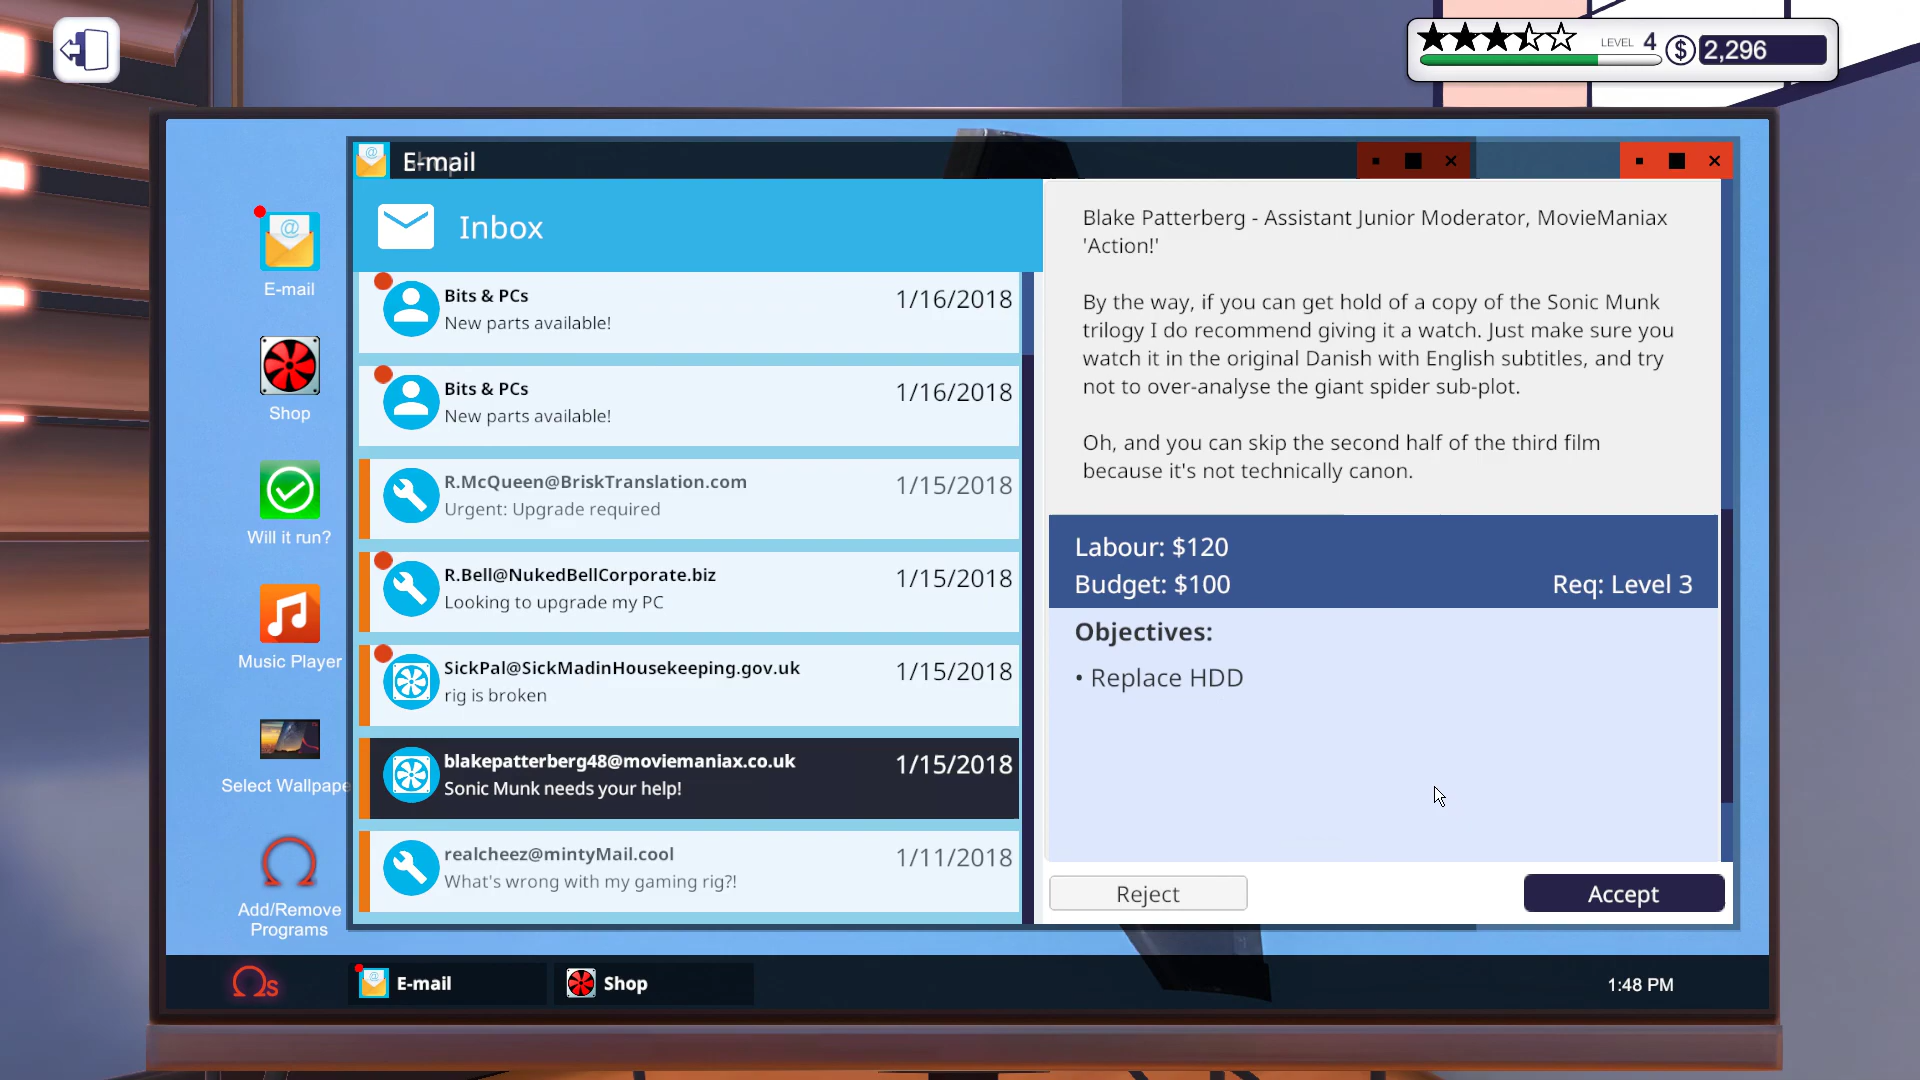 LEVEL 4
$ 2,296
E-mail
Inbox
Bits & PCs
1/16/2018
New parts available!
Bits & PCs
1/16/2018
New parts available!
R.McQueen@BriskTranslation.com
1/15/2018
Urgent: Upgrade required
R.Bell@NukedBellCorporate.biz
1/15/2018
Looking to upgrade my PC
SickPal@SickMadinHousekeeping.gov.uk
1/15/2018
rig is broken
blakepatterberg48@moviemaniax.co.uk
1/15/2018
Sonic Munk needs your help!
realcheez@mintyMail.cool
1/11/2018
What's wrong with my gaming rig?!
Blake Patterberg - Assistant Junior Moderator, MovieManiax
'Action!'
By the way, if you can get hold of a copy of the Sonic Munk
trilogy I do recommend giving it a watch. Just make sure you
watch it in the original Danish with English subtitles, and try
not to over-analyse the giant spider sub-plot.
Oh, and you can skip the second half of the third film
because it's not technically canon.
Labour: $120
Budget: $100
Req: Level 3
Objectives:
• Replace HDD
Reject
Accept
E-mail
Shop
Will it run?
Music Player
Select Wallpape
Add/Remove
Programs
Ωs
E-mail
Shop
1:48 PM